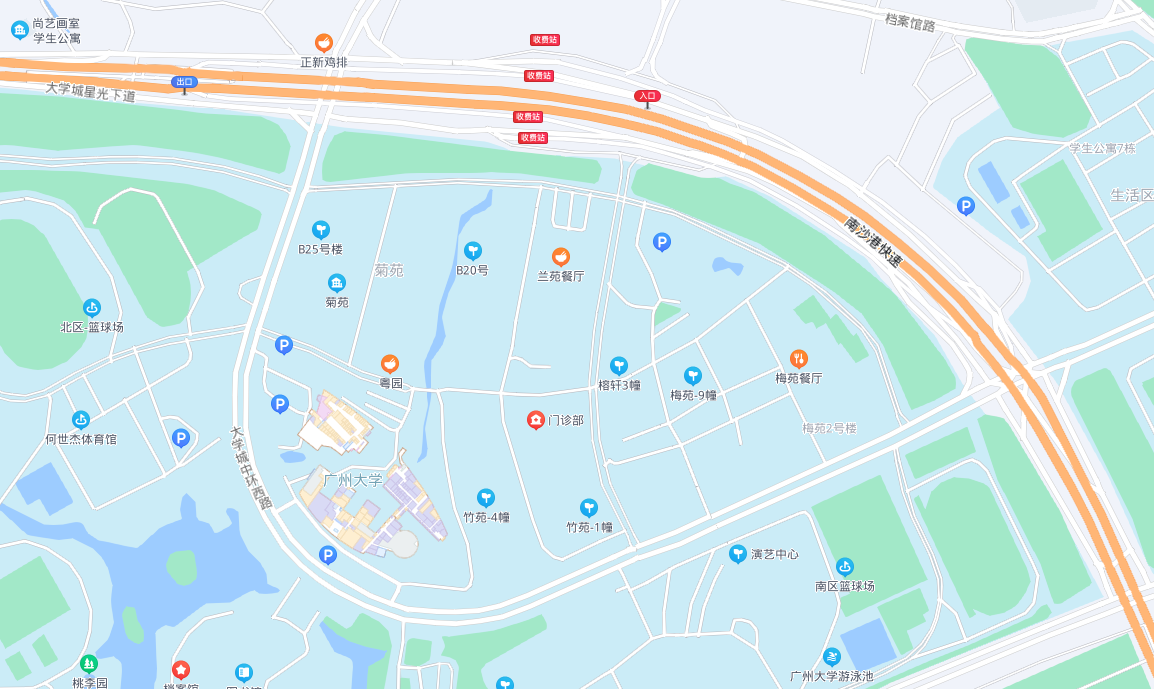 尚艺画室
学生公寓
正新鸡排
收费站
收费站
收费站
收费站
档案馆路
出口
入口
大学城星光下道
学生公寓7栋
生活区
P
P
南沙港快速
B25号楼
菊苑
B20号
兰苑餐厅
菊苑
北区-篮球场
P
粤园
榕轩3幢
梅苑-9幢
梅苑餐厅
P
门诊部
梅苑2号楼
何世杰体育馆
P
大学城中环西路
广州大学
竹苑-4幢
竹苑-1幢
P
演艺中心
南区篮球场
桃李园
档案馆
图书馆
广州大学游泳池